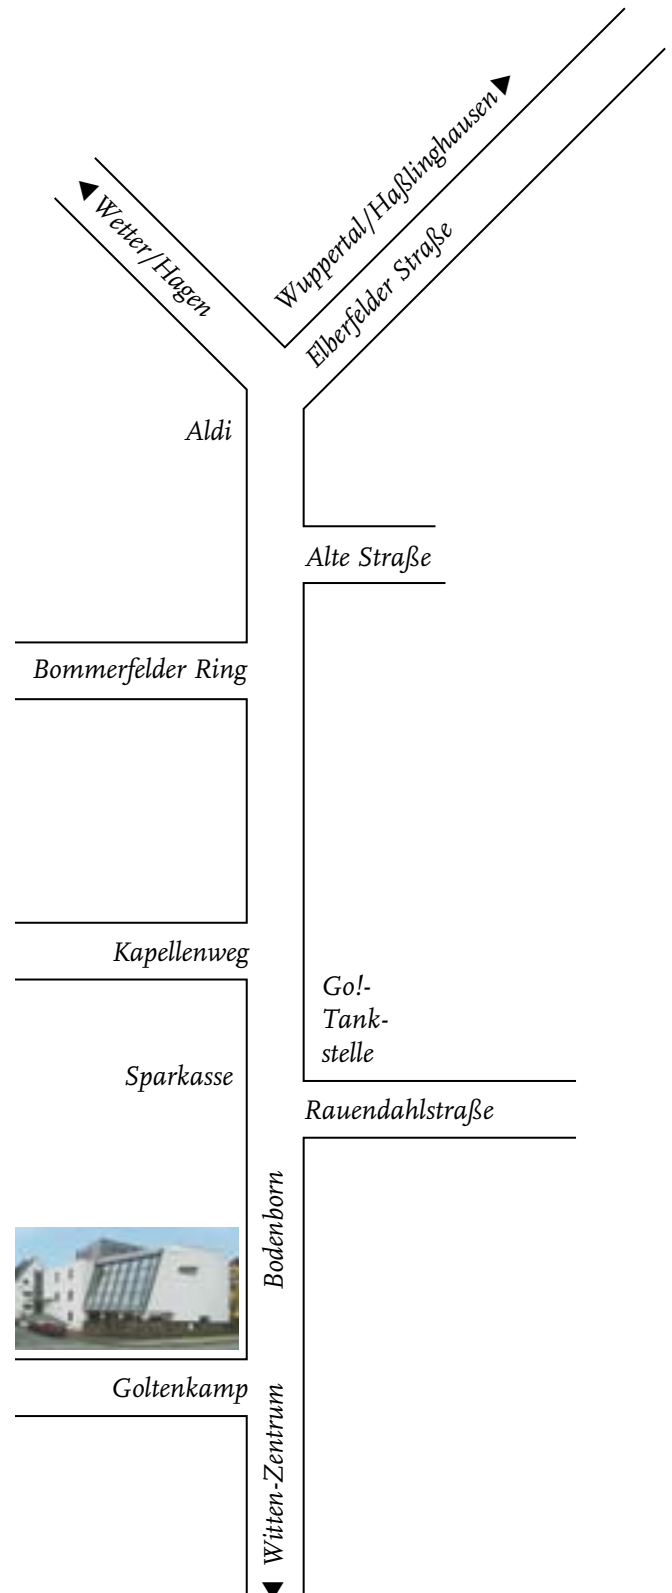 Wuppertal/Haßlinghausen
Wetter/Hagen
Elberfelder Straße
Aldi
Alte Straße
Bommerfelder Ring
Kapellenweg
Go!-
Tank-
stelle
Sparkasse
Rauendahlstraße
Bodenborn
Goltenkamp
Witten-Zentrum